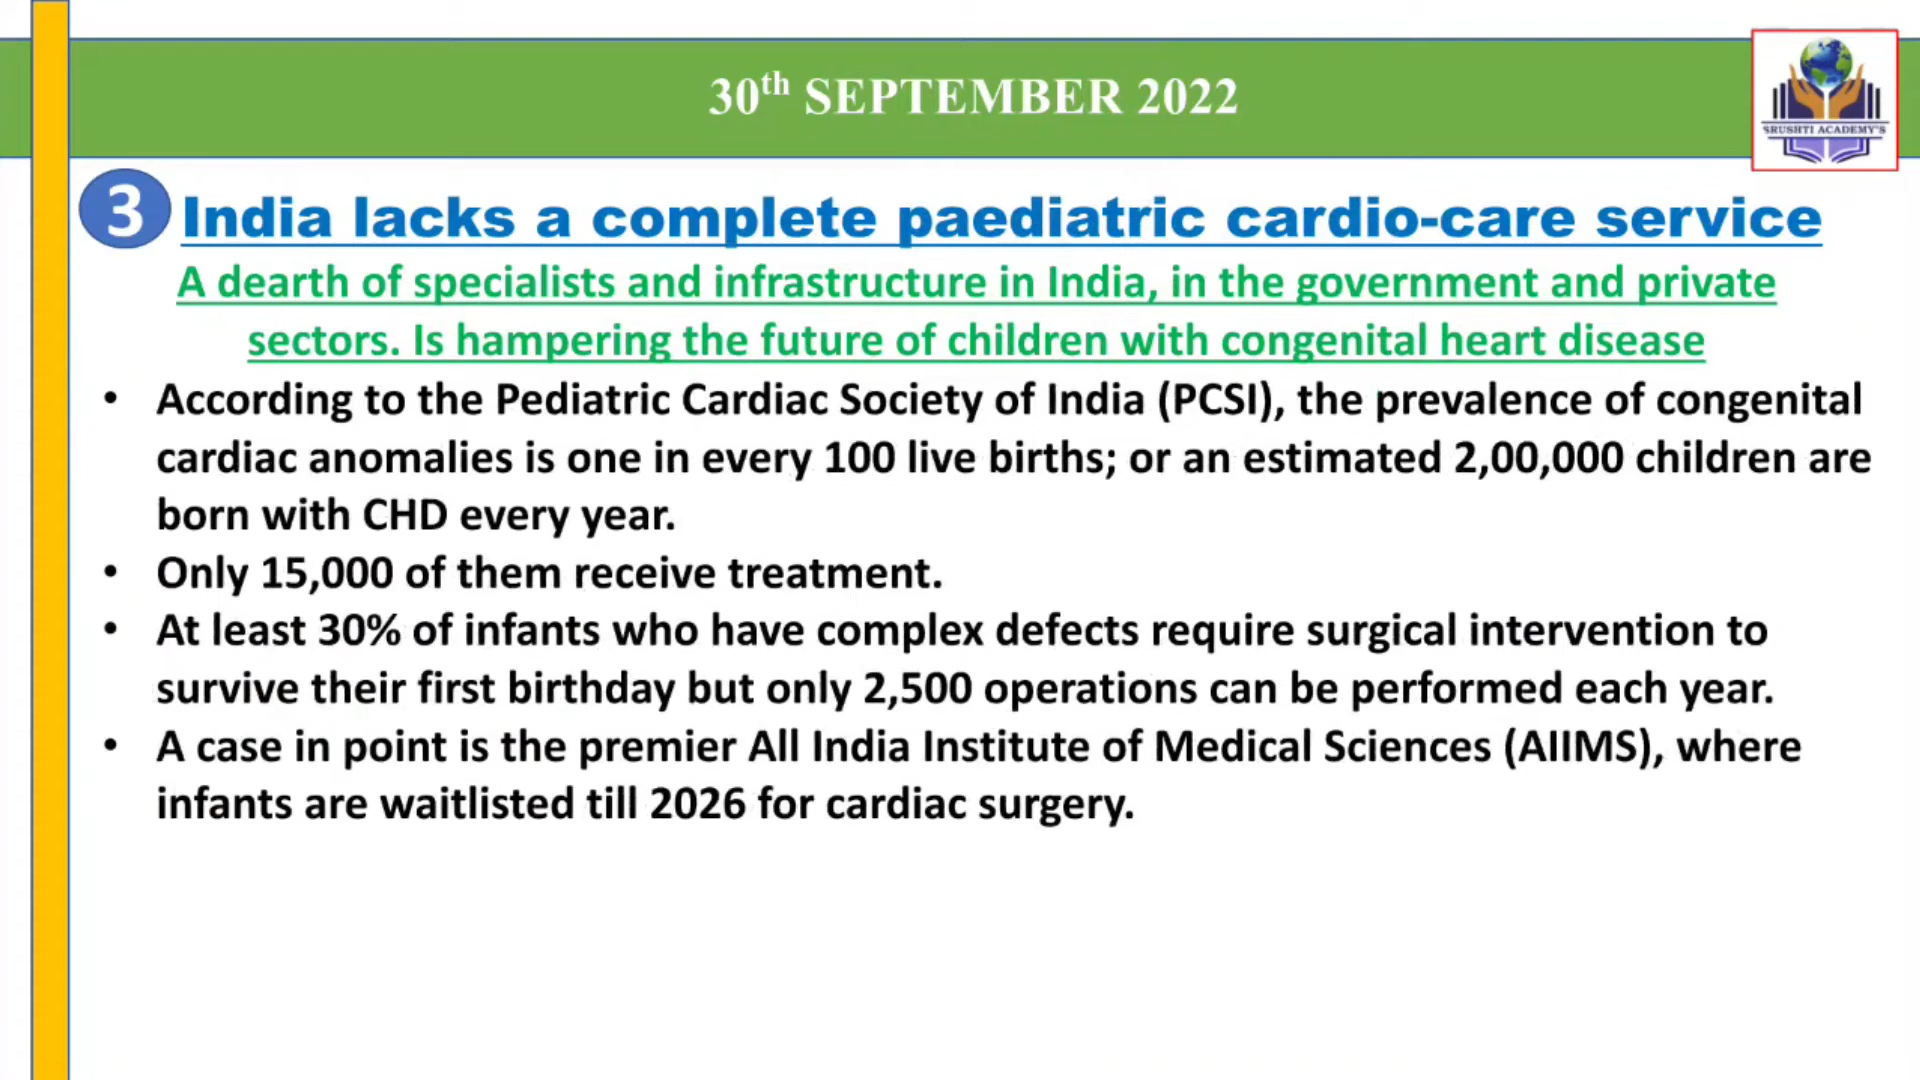 30th SEPTEMBER 2022
SRUSHTI ACADEMY'S
3 India lacks a complete paediatric cardio-care service
A dearth of specialists and infrastructure in India, in the government and private
sectors. Is hampering the future of children with congenital heart disease
• According to the Pediatric Cardiac Society of India (PCSI), the prevalence of congenital
cardiac anomalies is one in every 100 live births; or an estimated 2,00,000 children are
born with CHD every year.
• Only 15,000 of them receive treatment.
• At least 30% of infants who have complex defects require surgical intervention to
survive their first birthday but only 2,500 operations can be performed each year.
• A case in point is the premier All India Institute of Medical Sciences (AIIMS), where
infants are waitlisted till 2026 for cardiac surgery.